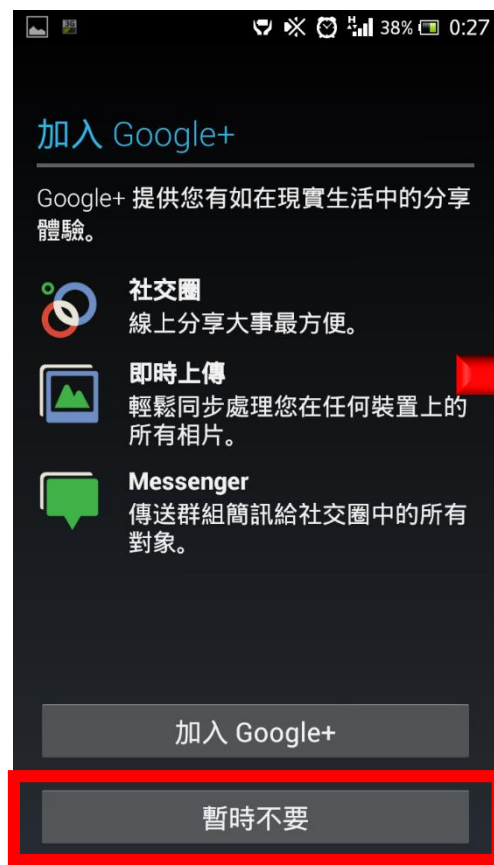 38% 0:27
加入 Google+
Google+ 提供您有如在現實生活中的分享
體驗。
社交圈
線上分享大事最方便。
即時上傳
輕鬆同步處理您在任何裝置上的
所有相片。
Messenger
傳送群組簡訊給社交圈中的所有
對象。
加入 Google+
暫時不要